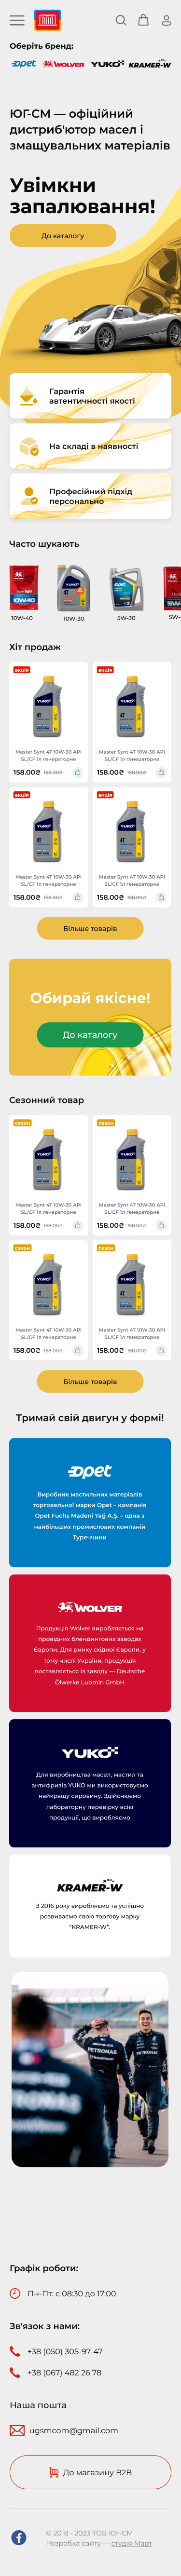 Оберіть бренд:
opet WOLVER YUKO KRAMER-W
ЮГ-СМ — офіційний
дистриб'ютор масел і
змащувальних матеріалів
Увімкни
запалювання!
До каталогу
Гарантія
автентичності якості
На складі в наявності
Професійний підхід
персонально
Часто шукають
10W-40
10W-30
5W-30
5W-
Хіт продаж
акція
акція
Master Synt 4T 10W-30 API
SL/CF 1л генераторне
Master Synt 4T 10W-30 API
SL/CF 1л генераторне
158.00₴ 158.00₴
158.00₴ 158.00₴
акція
акція
Master Synt 4T 10W-30 API
SL/CF 1л генераторне
Master Synt 4T 10W-30 API
SL/CF 1л генераторне
158.00₴ 158.00₴
158.00₴ 158.00₴
Більше товарів
Обирай якісне!
До каталогу
Сезонний товар
сезон
сезон
Master Synt 4T 10W-30 API
SL/CF 1л генераторне
Master Synt 4T 10W-30 API
SL/CF 1л генераторне
158.00₴ 158.00₴
158.00₴ 158.00₴
сезон
сезон
Master Synt 4T 10W-30 API
SL/CF 1л генераторне
Master Synt 4T 10W-30 API
SL/CF 1л генераторне
158.00₴ 158.00₴
158.00₴ 158.00₴
Більше товарів
Тримай свій двигун у формі!
opet
Виробник мастильних матеріалів
торговельної марки Opet – компанія
Opet Fuchs Madeni Yağ A.Ş. – одна з
найбільших промислових компаній
Туреччини
WOLVER
Продукція Wolver виробляється на
провідних блендингових заводах
Європи. Для ринку східної Європи, у
тому числі України, продукція
поставляється із заводу — Deutsche
Ölwerke Lubmin GmbH
YUKO
Для виробництва масел, мастил та
антифризів YUKO ми використовуємо
найкращу сировину. Здійснюємо
лабораторну перевірку всієї
продукції, що виробляємо
KRAMER-W
З 2016 року виробляємо та успішно
розвиваємо свою торгову марку
"KRAMER-W".
PETRONAS
Графік роботи:
Пн-Пт: с 08:30 до 17:00
Зв'язок з нами:
+38 (050) 305-97-47
+38 (067) 482 26 78
Наша пошта
ugsmcom@gmail.com
До магазину B2B
© 2018 - 2023 ТОВ Юг-СМ
Розробка сайту — студія Март